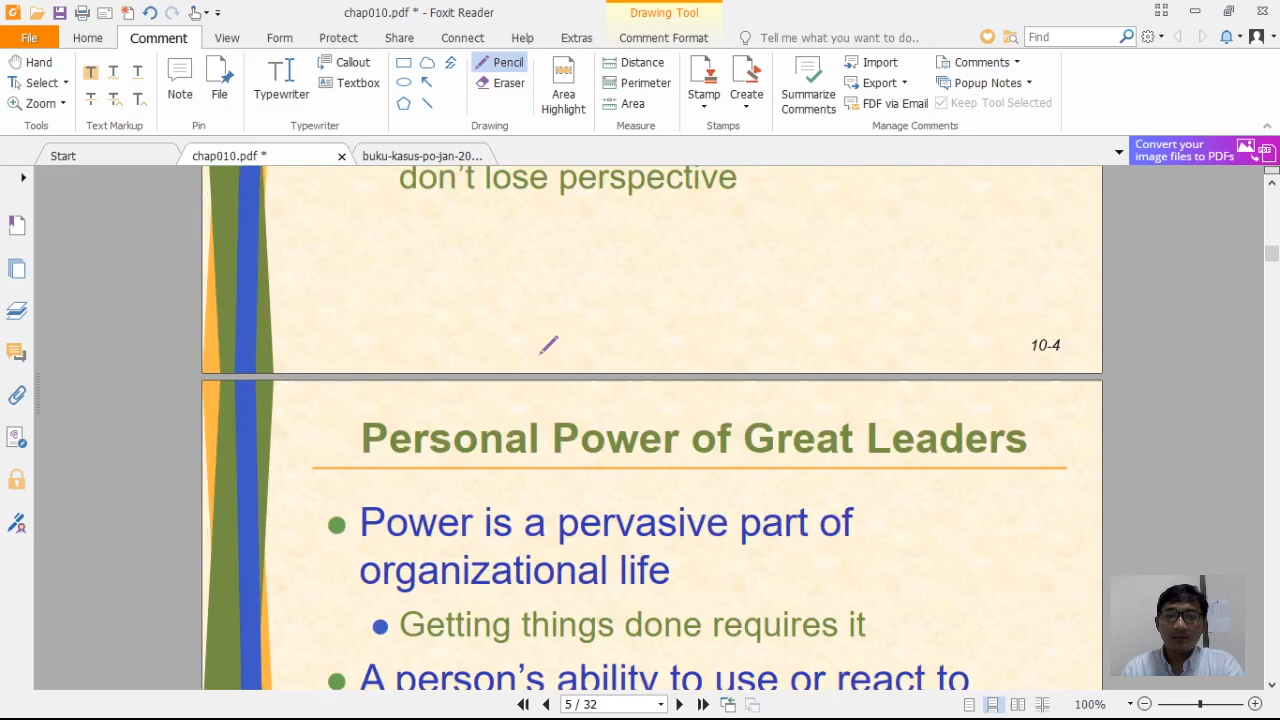 chap010.pdf * - Foxit Reader
Drawing Tool
File
Home
Comment
View
Form
Protect
Share
Connect
Help
Extras
Comment Format
Tell me what you want to do..
Find
Hand
Select
Zoom
Tools
Text Markup
Note
File
Pin
Typewriter
Callout
Textbox
Typewriter
Pencil
Eraser
Drawing
Area
Highlight
Distance
Perimeter
Area
Measure
Stamp
Create
Stamps
Summarize
Comments
Import
Export
FDF via Email
Comments
Popup Notes
Keep Tool Selected
Manage Comments
Start
chap010.pdf *
buku-kasus-po-jan-20...
Convert your
image files to PDFs
don't lose perspective
10-4
Personal Power of Great Leaders
Power is a pervasive part of
organizational life
Getting things done requires it
A person's ability to use or react to
5 / 32
100%